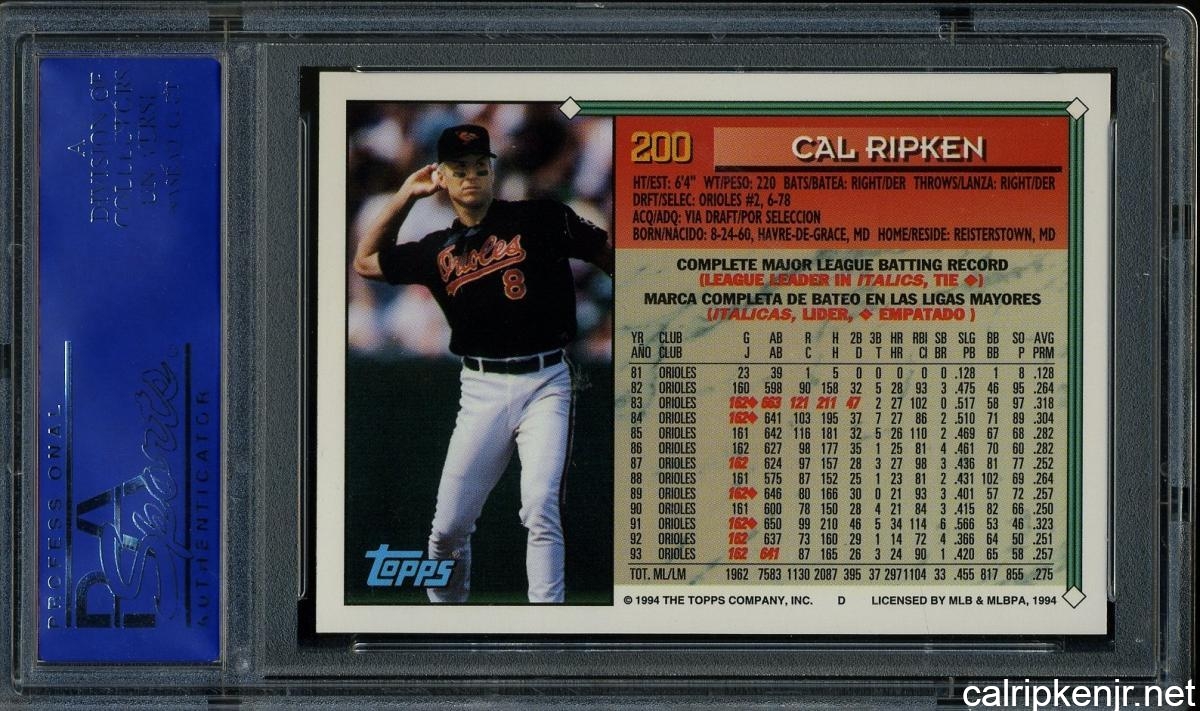 A
DIVISION OF
COLLECTORS
PROFESSIONAL
PSA
Sports
AUTHENTICATOR
Orioles
8
topps
200 CAL RIPKEN
HT/EST: 6'4" WT/PESO: 220 BATS/BATEA: RIGHT/DER THROWS/LANZA: RIGHT/DER
DRFT/SELEC: ORIOLES #2, 6-78
ACQ/ADQ: VIA DRAFT/POR SELECCION
BORN/NACIDO: 8-24-60, HAVRE-DE-GRACE, MD HOME/RESIDE: REISTERSTOWN, MD
COMPLETE MAJOR LEAGUE BATTING RECORD
(LEAGUE LEADER IN ITALICS, TIE ◆)
MARCA COMPLETA DE BATEO EN LAS LIGAS MAYORES
(ITALICAS, LIDER, ◆ EMPATADO )
YR CLUB G AB R H 2B 3B HR RBI SB SLG BB SO AVG
AÑO CLUB J AB C H D T HR CI BR PB BB P PRM
81 ORIOLES 23 39 1 5 0 0 0 0 0 .128 1 8 .128
82 ORIOLES 160 598 90 158 32 5 28 93 3 .475 46 95 .264
83 ORIOLES 162◆ 663 121 211 47 2 27 102 0 .517 58 97 .318
84 ORIOLES 162◆ 641 103 195 37 7 27 86 2 .510 71 89 .304
85 ORIOLES 161 642 116 181 32 5 26 110 2 .469 67 68 .282
86 ORIOLES 162 627 98 177 35 1 25 81 4 .461 70 60 .282
87 ORIOLES 162 624 97 157 28 3 27 98 3 .436 81 77 .252
88 ORIOLES 161 575 87 152 25 1 23 81 2 .431 102 69 .264
89 ORIOLES 162◆ 646 80 166 30 0 21 93 3 .401 57 72 .257
90 ORIOLES 161 600 78 150 28 4 21 84 3 .415 82 66 .250
91 ORIOLES 162◆ 650 99 210 46 5 34 114 6 .566 53 46 .323
92 ORIOLES 162 637 73 160 29 1 14 72 4 .366 64 50 .251
93 ORIOLES 162 641 87 165 26 3 24 90 1 .420 65 58 .257
TOT. ML/LM 1962 7583 1130 2087 395 37 297 1104 33 .455 817 855 .275
© 1994 THE TOPPS COMPANY, INC. D LICENSED BY MLB & MLBPA, 1994
calripkenjr.net